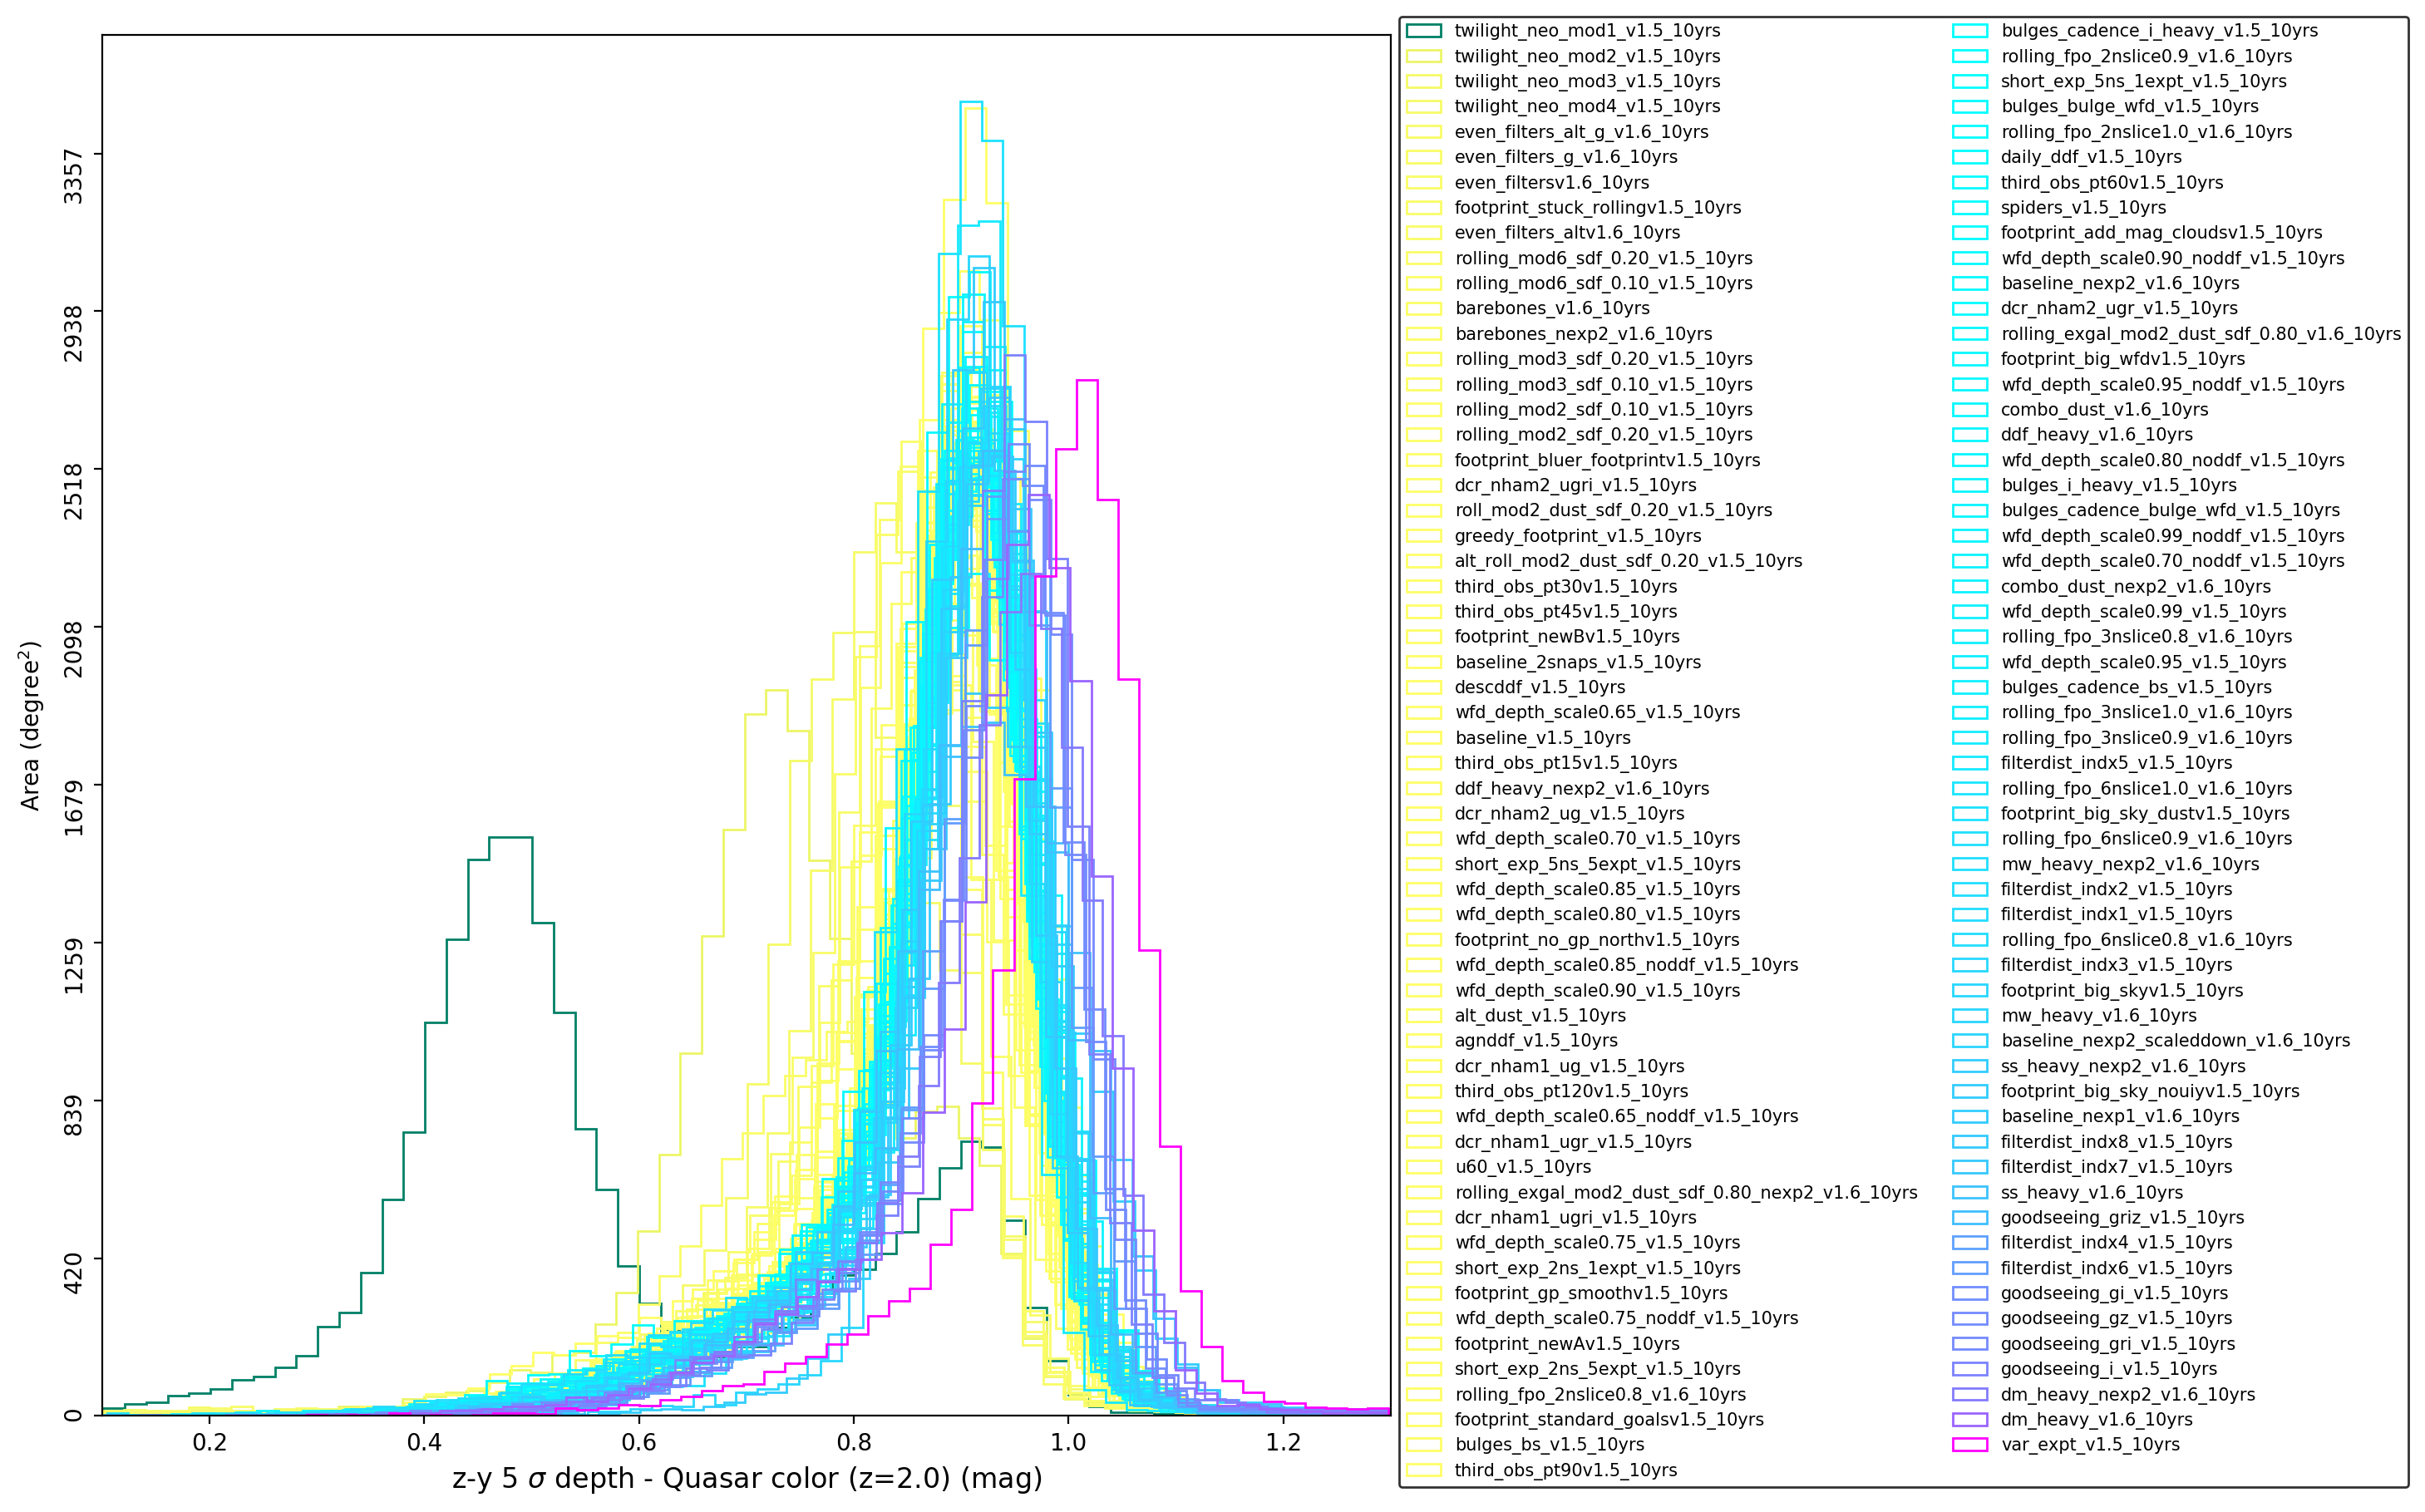 3357
2938
2518
2098
1679
1259
839
420
0
Area (degree²)
0.2 0.4 0.6 0.8 1.0 1.2
z-y 5 σ depth - Quasar color (z=2.0) (mag)
twilight_neo_mod1_v1.5_10yrs
twilight_neo_mod2_v1.5_10yrs
twilight_neo_mod3_v1.5_10yrs
twilight_neo_mod4_v1.5_10yrs
even_filters_alt_g_v1.6_10yrs
even_filters_g_v1.6_10yrs
even_filtersv1.6_10yrs
footprint_stuck_rollingv1.5_10yrs
even_filters_altv1.6_10yrs
rolling_mod6_sdf_0.20_v1.5_10yrs
rolling_mod6_sdf_0.10_v1.5_10yrs
barebones_v1.6_10yrs
barebones_nexp2_v1.6_10yrs
rolling_mod3_sdf_0.20_v1.5_10yrs
rolling_mod3_sdf_0.10_v1.5_10yrs
rolling_mod2_sdf_0.10_v1.5_10yrs
rolling_mod2_sdf_0.20_v1.5_10yrs
footprint_bluer_footprintv1.5_10yrs
dcr_nham2_ugri_v1.5_10yrs
roll_mod2_dust_sdf_0.20_v1.5_10yrs
greedy_footprint_v1.5_10yrs
alt_roll_mod2_dust_sdf_0.20_v1.5_10yrs
third_obs_pt30v1.5_10yrs
third_obs_pt45v1.5_10yrs
footprint_newBv1.5_10yrs
baseline_2snaps_v1.5_10yrs
descddf_v1.5_10yrs
wfd_depth_scale0.65_v1.5_10yrs
baseline_v1.5_10yrs
third_obs_pt15v1.5_10yrs
ddf_heavy_nexp2_v1.6_10yrs
dcr_nham2_ug_v1.5_10yrs
wfd_depth_scale0.70_v1.5_10yrs
short_exp_5ns_5expt_v1.5_10yrs
wfd_depth_scale0.85_v1.5_10yrs
wfd_depth_scale0.80_v1.5_10yrs
footprint_no_gp_northv1.5_10yrs
wfd_depth_scale0.85_noddf_v1.5_10yrs
wfd_depth_scale0.90_v1.5_10yrs
alt_dust_v1.5_10yrs
agnddf_v1.5_10yrs
dcr_nham1_ug_v1.5_10yrs
third_obs_pt120v1.5_10yrs
wfd_depth_scale0.65_noddf_v1.5_10yrs
dcr_nham1_ugr_v1.5_10yrs
u60_v1.5_10yrs
rolling_exgal_mod2_dust_sdf_0.80_nexp2_v1.6_10yrs
dcr_nham1_ugri_v1.5_10yrs
wfd_depth_scale0.75_v1.5_10yrs
short_exp_2ns_1expt_v1.5_10yrs
footprint_gp_smoothv1.5_10yrs
wfd_depth_scale0.75_noddf_v1.5_10yrs
footprint_newAv1.5_10yrs
short_exp_2ns_5expt_v1.5_10yrs
rolling_fpo_2nslice0.8_v1.6_10yrs
footprint_standard_goalsv1.5_10yrs
bulges_bs_v1.5_10yrs
third_obs_pt90v1.5_10yrs
bulges_cadence_i_heavy_v1.5_10yrs
rolling_fpo_2nslice0.9_v1.6_10yrs
short_exp_5ns_1expt_v1.5_10yrs
bulges_bulge_wfd_v1.5_10yrs
rolling_fpo_2nslice1.0_v1.6_10yrs
daily_ddf_v1.5_10yrs
third_obs_pt60v1.5_10yrs
spiders_v1.5_10yrs
footprint_add_mag_cloudsv1.5_10yrs
wfd_depth_scale0.90_noddf_v1.5_10yrs
baseline_nexp2_v1.6_10yrs
dcr_nham2_ugr_v1.5_10yrs
rolling_exgal_mod2_dust_sdf_0.80_v1.6_10yrs
footprint_big_wfdv1.5_10yrs
wfd_depth_scale0.95_noddf_v1.5_10yrs
combo_dust_v1.6_10yrs
ddf_heavy_v1.6_10yrs
wfd_depth_scale0.80_noddf_v1.5_10yrs
bulges_i_heavy_v1.5_10yrs
bulges_cadence_bulge_wfd_v1.5_10yrs
wfd_depth_scale0.99_noddf_v1.5_10yrs
wfd_depth_scale0.70_noddf_v1.5_10yrs
combo_dust_nexp2_v1.6_10yrs
wfd_depth_scale0.99_v1.5_10yrs
rolling_fpo_3nslice0.8_v1.6_10yrs
wfd_depth_scale0.95_v1.5_10yrs
bulges_cadence_bs_v1.5_10yrs
rolling_fpo_3nslice1.0_v1.6_10yrs
rolling_fpo_3nslice0.9_v1.6_10yrs
filterdist_indx5_v1.5_10yrs
rolling_fpo_6nslice1.0_v1.6_10yrs
footprint_big_sky_dustv1.5_10yrs
rolling_fpo_6nslice0.9_v1.6_10yrs
mw_heavy_nexp2_v1.6_10yrs
filterdist_indx2_v1.5_10yrs
filterdist_indx1_v1.5_10yrs
rolling_fpo_6nslice0.8_v1.6_10yrs
filterdist_indx3_v1.5_10yrs
footprint_big_skyv1.5_10yrs
mw_heavy_v1.6_10yrs
baseline_nexp2_scaleddown_v1.6_10yrs
ss_heavy_nexp2_v1.6_10yrs
footprint_big_sky_nouiyv1.5_10yrs
baseline_nexp1_v1.6_10yrs
filterdist_indx8_v1.5_10yrs
filterdist_indx7_v1.5_10yrs
ss_heavy_v1.6_10yrs
goodseeing_griz_v1.5_10yrs
filterdist_indx4_v1.5_10yrs
filterdist_indx6_v1.5_10yrs
goodseeing_gi_v1.5_10yrs
goodseeing_gz_v1.5_10yrs
goodseeing_gri_v1.5_10yrs
goodseeing_i_v1.5_10yrs
dm_heavy_nexp2_v1.6_10yrs
dm_heavy_v1.6_10yrs
var_expt_v1.5_10yrs